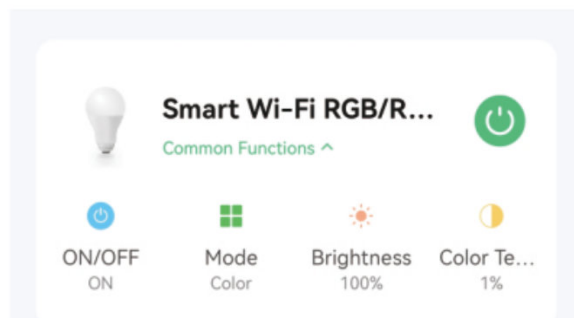 Smart Wi-Fi RGB/R...
Common Functions
ON/OFF Mode Brightness Color Te...
ON Color 100% 1%